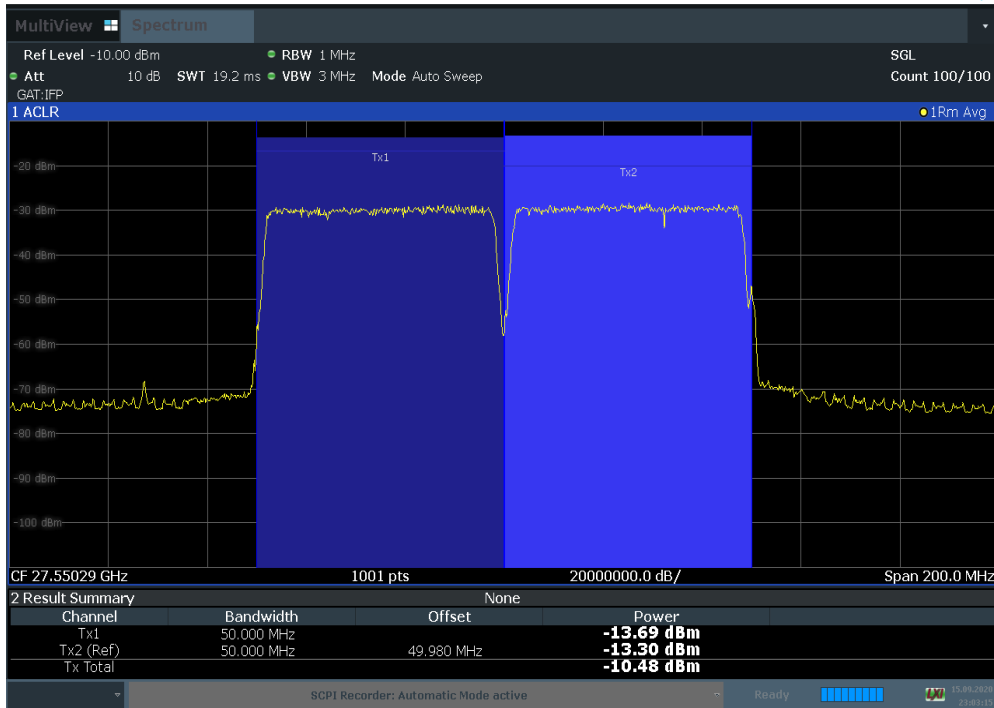 MultiView Spectrum
Ref Level -10.00 dBm RBW 1 MHz SGL
Att 10 dB SWT 19.2 ms VBW 3 MHz Mode Auto Sweep Count 100/100
GAT:IFP
1 ACLR 1Rm Avg
Tx1
-20 dBm
Tx2
-30 dBm
-40 dBm
-50 dBm
-60 dBm
-70 dBm
-80 dBm
-90 dBm
-100 dBm
CF 27.55029 GHz 1001 pts 20000000.0 dB/ Span 200.0 MHz
2 Result Summary None
Channel Bandwidth Offset Power
Tx1 50.000 MHz -13.69 dBm
Tx2 (Ref) 50.000 MHz 49.980 MHz -13.30 dBm
Tx Total -10.48 dBm
SCPI Recorder: Automatic Mode active Ready LXI 15.09.2020
23:03:15